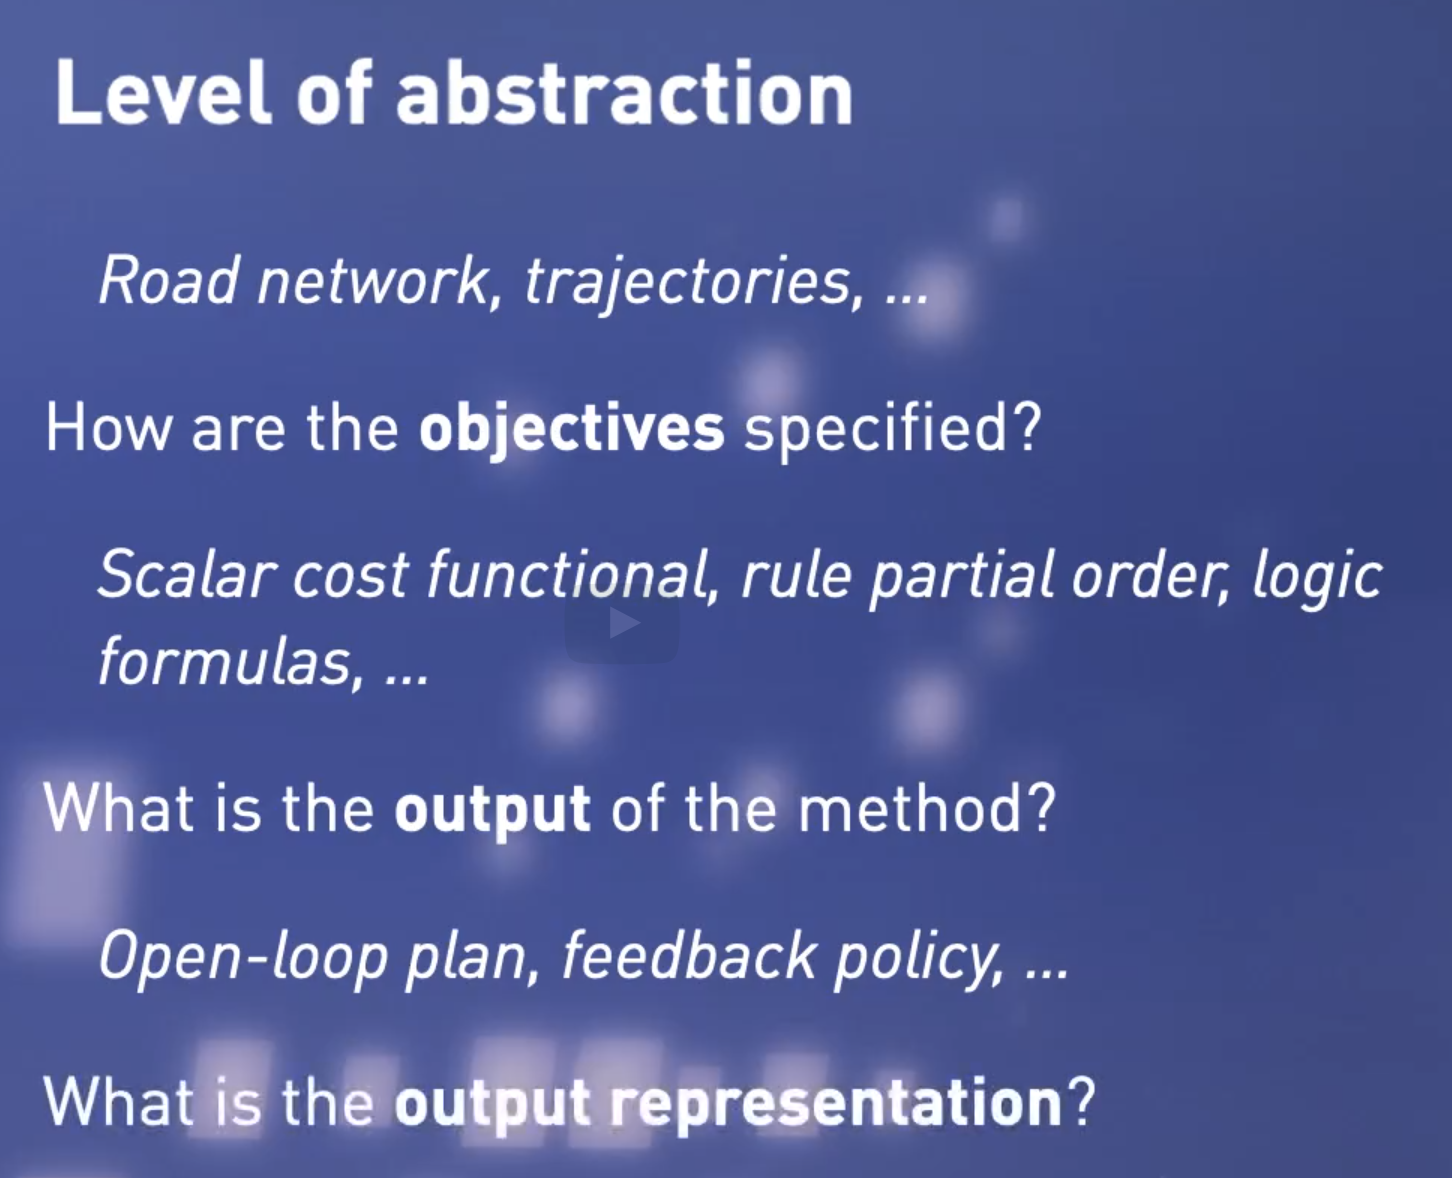 Level of abstraction
Road network, trajectories, ...
How are the objectives specified?
Scalar cost functional, rule partial order, logic
formulas, ...
What is the output of the method?
Open-loop plan, feedback policy, ...
What is the output representation?